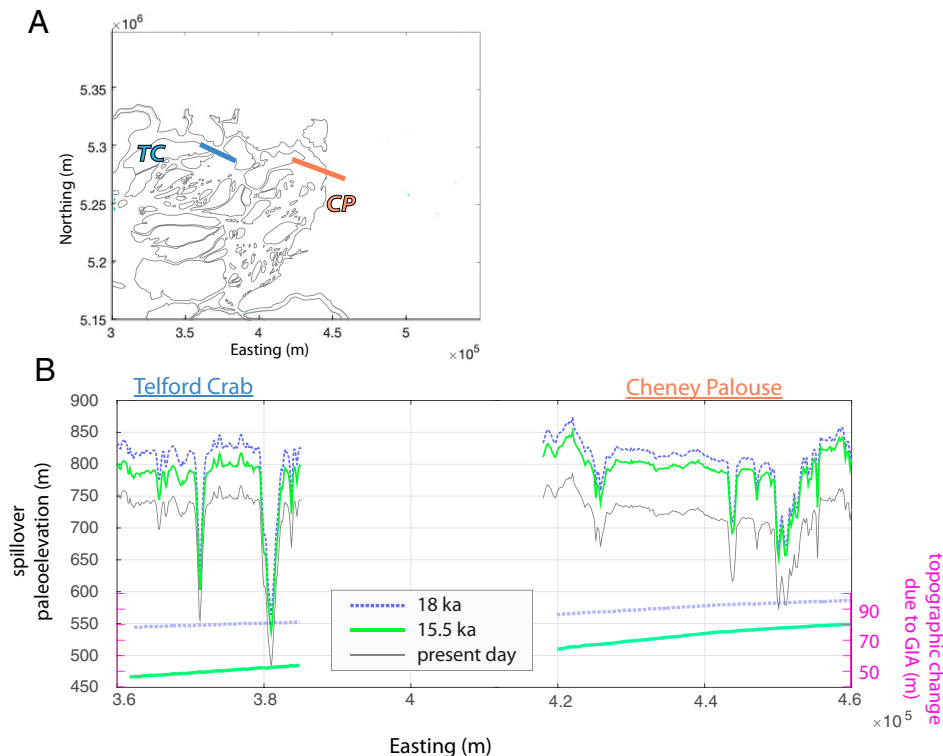 A
×10⁶
5.35
5.3
5.25
5.2
5.15
Northing (m)
TC
CP
3
3.5
4
4.5
5
Easting (m)
×10⁵
B
Telford Crab
Cheney Palouse
900
850
800
750
700
650
600
550
500
450
spillover
paleoelevation (m)
18 ka
15.5 ka
present day
90
70
50
topographic change
due to GIA (m)
3.6
3.8
4
4.2
4.4
4.6
×10⁵
Easting (m)